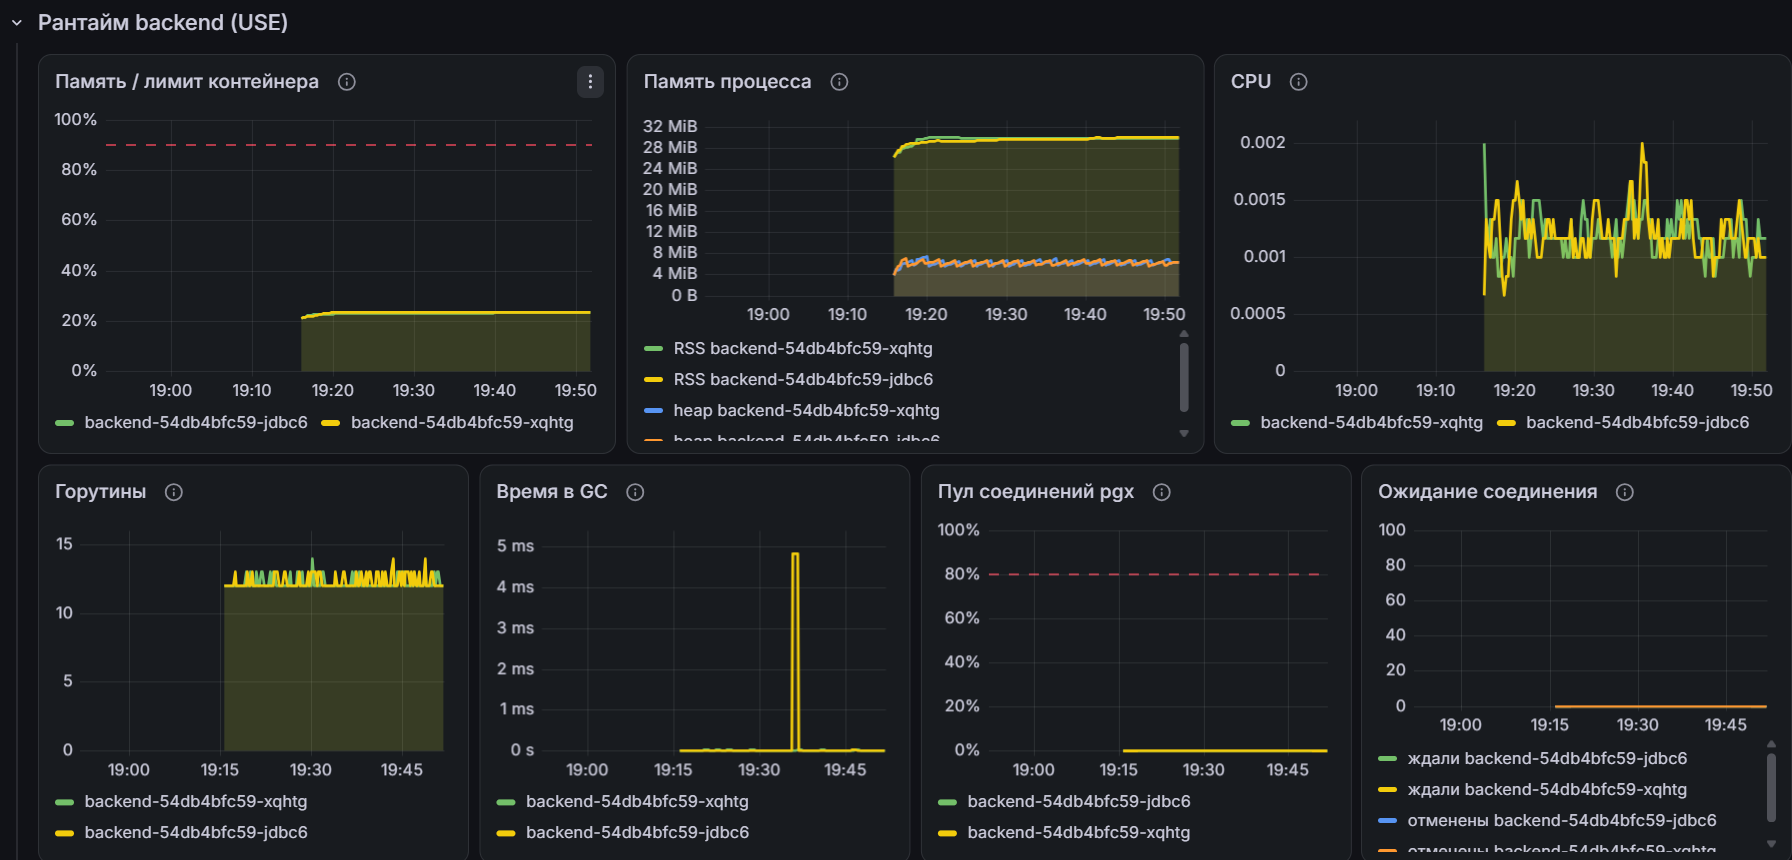 Рантайм backend (USE)
Память / лимит контейнера
100%
80%
60%
40%
20%
0%
19:00 19:10 19:20 19:30 19:40 19:50
backend-54db4bfc59-jdbc6 backend-54db4bfc59-xqhtg
Память процесса
32 MiB
28 MiB
24 MiB
20 MiB
16 MiB
12 MiB
8 MiB
4 MiB
0 B
19:00 19:10 19:20 19:30 19:40 19:50
RSS backend-54db4bfc59-xqhtg
RSS backend-54db4bfc59-jdbc6
heap backend-54db4bfc59-xqhtg
heap backend-54db4bfc59-jdbc6
CPU
0.002
0.0015
0.001
0.0005
0
19:00 19:10 19:20 19:30 19:40 19:50
backend-54db4bfc59-xqhtg backend-54db4bfc59-jdbc6
Горутины
15
10
5
0
19:00 19:15 19:30 19:45
backend-54db4bfc59-xqhtg
backend-54db4bfc59-jdbc6
Время в GC
5 ms
4 ms
3 ms
2 ms
1 ms
0 s
19:00 19:15 19:30 19:45
backend-54db4bfc59-xqhtg
backend-54db4bfc59-jdbc6
Пул соединений pgx
100%
80%
60%
40%
20%
0%
19:00 19:15 19:30 19:45
backend-54db4bfc59-jdbc6
backend-54db4bfc59-xqhtg
Ожидание соединения
100
80
60
40
20
0
19:00 19:15 19:30 19:45
ждали backend-54db4bfc59-jdbc6
ждали backend-54db4bfc59-xqhtg
отменены backend-54db4bfc59-jdbc6
отменены backend-54db4bfc59-xqhtg